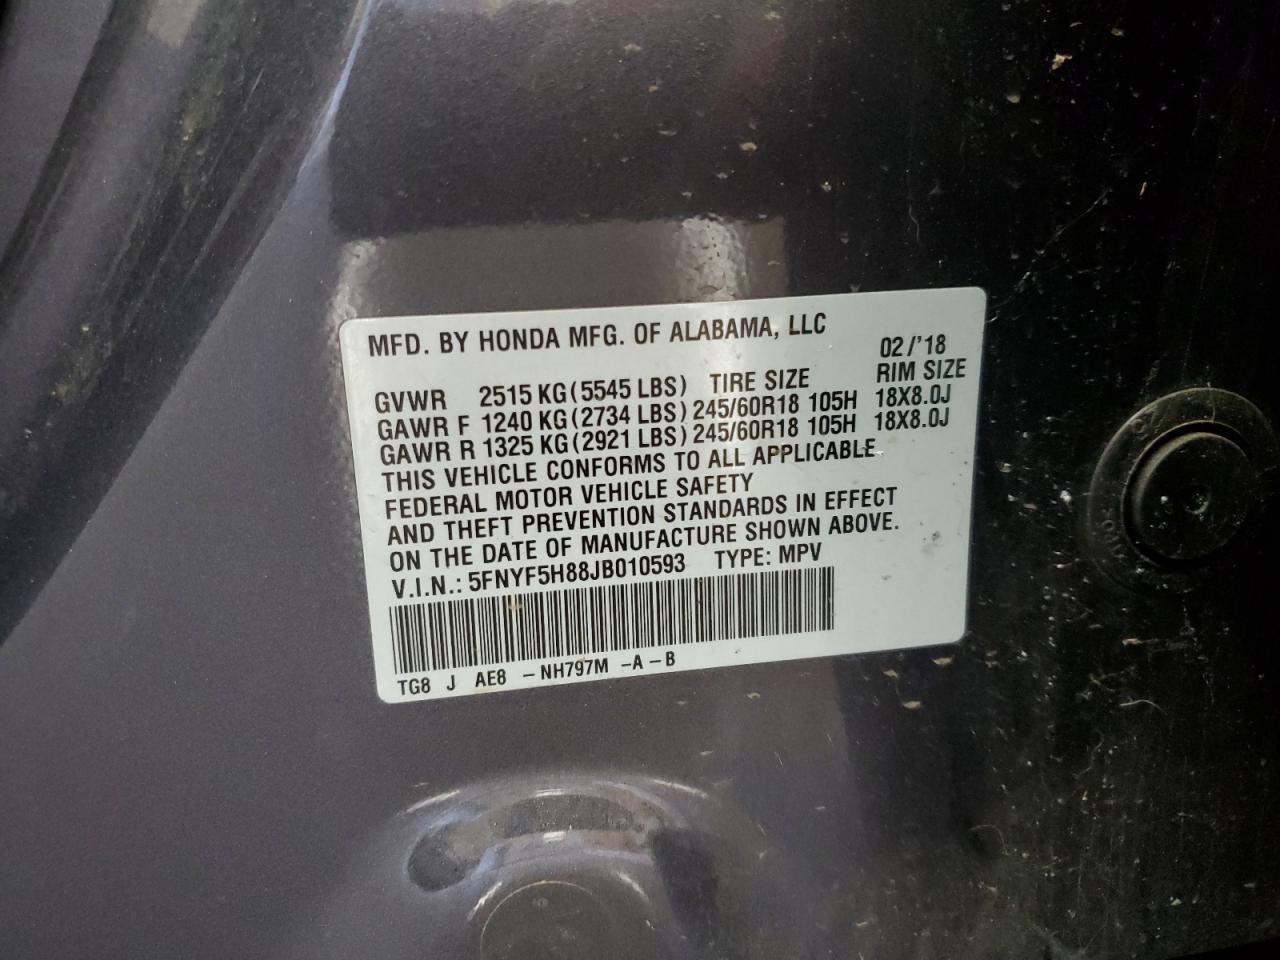 MFD. BY HONDA MFG. OF ALABAMA, LLC
02/'18
GVWR 2515 KG (5545 LBS) TIRE SIZE RIM SIZE
GAWR F 1240 KG (2734 LBS) 245/60R18 105H 18X8.0J
GAWR R 1325 KG (2921 LBS) 245/60R18 105H 18X8.0J
THIS VEHICLE CONFORMS TO ALL APPLICABLE
FEDERAL MOTOR VEHICLE SAFETY
AND THEFT PREVENTION STANDARDS IN EFFECT
ON THE DATE OF MANUFACTURE SHOWN ABOVE.
V.I.N.: 5FNYF5H88JB010593 TYPE: MPV
TG8 J AE8 -NH797M -A-B